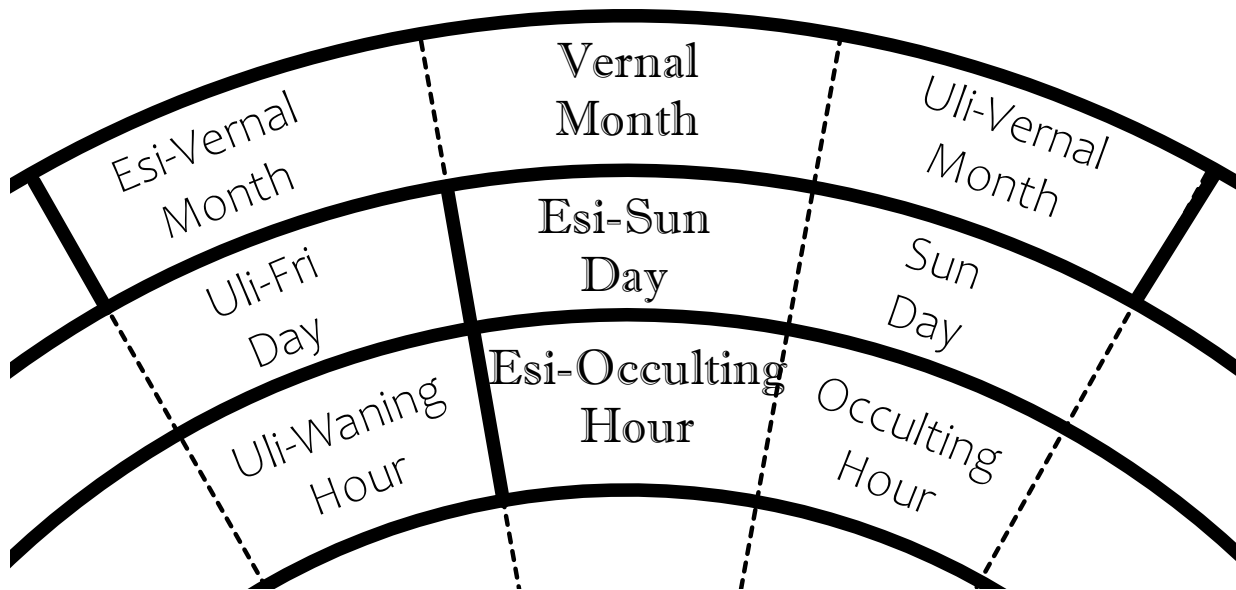 Esi-Vernal
Month
Vernal
Month
Uli-Vernal
Month
Uli-Fri
Day
Esi-Sun
Day
Sun
Day
Uli-Waning
Hour
Esi-Occulting
Hour
Occulting
Hour